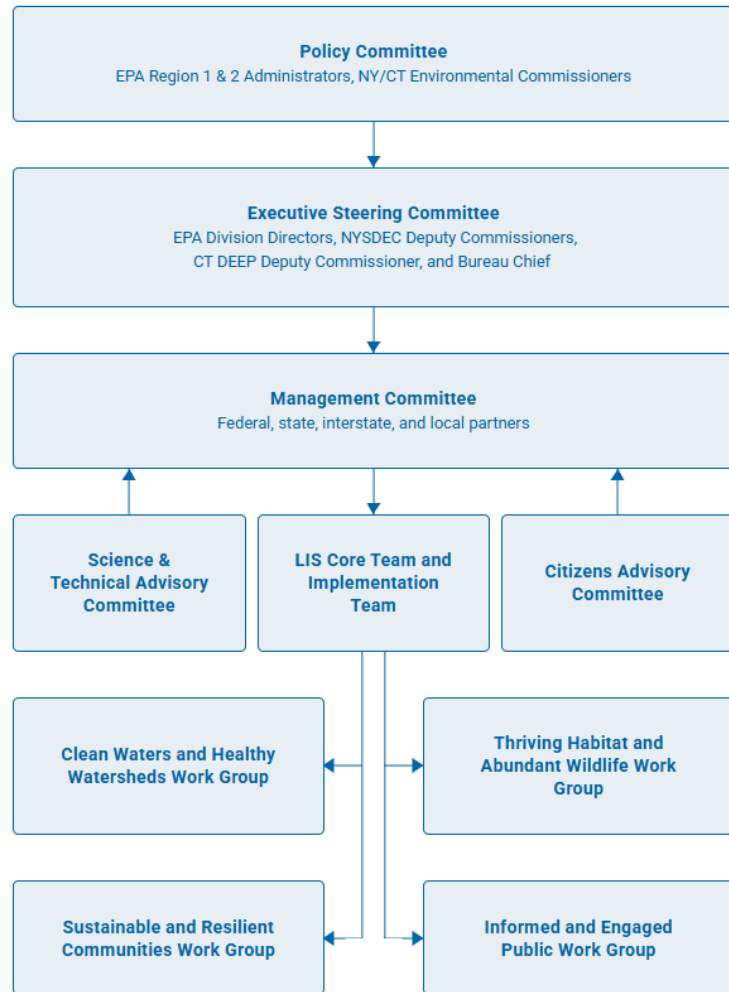 Policy Committee
EPA Region 1 & 2 Administrators, NY/CT Environmental Commissioners
Executive Steering Committee
EPA Division Directors, NYSDEC Deputy Commissioners,
CT DEEP Deputy Commissioner, and Bureau Chief
Management Committee
Federal, state, interstate, and local partners
Science &
Technical Advisory
Committee
LIS Core Team and
Implementation
Team
Citizens Advisory
Committee
Clean Waters and Healthy
Watersheds Work Group
Thriving Habitat and
Abundant Wildlife Work
Group
Sustainable and Resilient
Communities Work Group
Informed and Engaged
Public Work Group